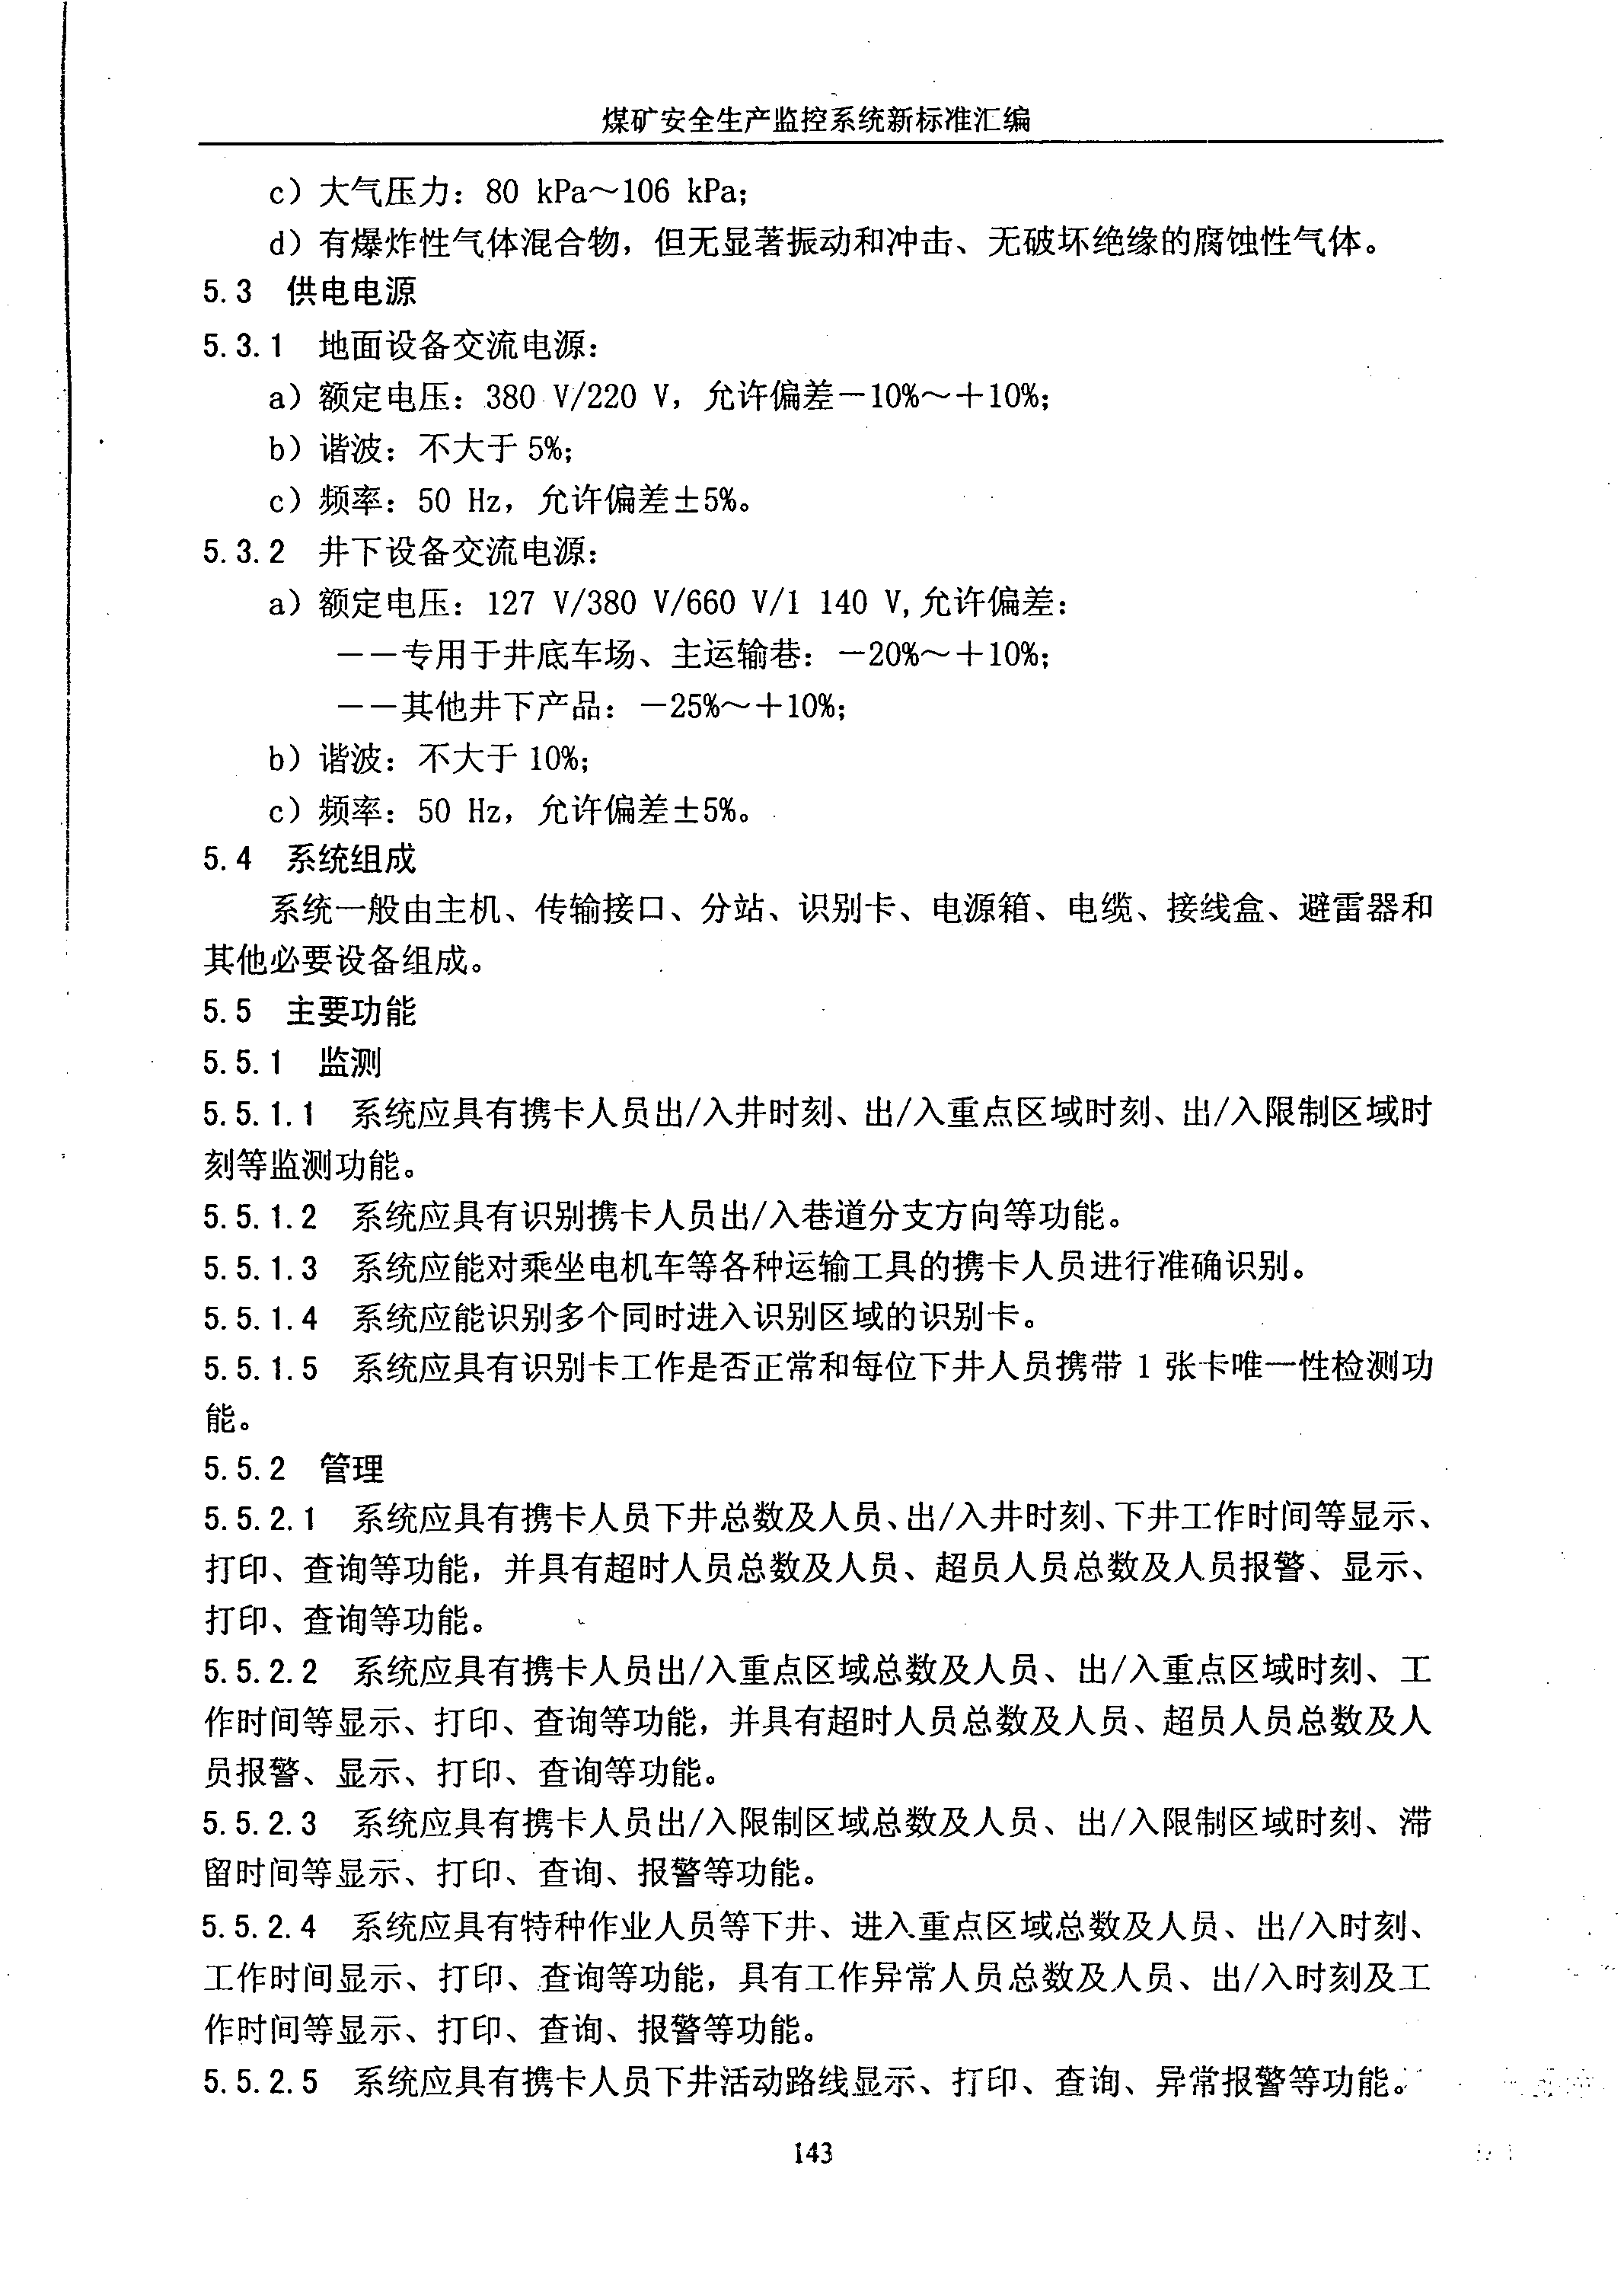 煤矿安全生产监控系统新标准汇编
c）大气压力：80 kPa～106 kPa；
d）有爆炸性气体混合物，但无显著振动和冲击、无破坏绝缘的腐蚀性气体。
5.3 供电电源
5.3.1 地面设备交流电源：
a）额定电压：380 V/220 V，允许偏差－10%～＋10%；
b）谐波：不大于 5%；
c）频率：50 Hz，允许偏差±5%。
5.3.2 井下设备交流电源：
a）额定电压：127 V/380 V/660 V/1 140 V,允许偏差：
——专用于井底车场、主运输巷：－20%～＋10%；
——其他井下产品：－25%～＋10%；
b）谐波：不大于 10%；
c）频率：50 Hz，允许偏差±5%。
5.4 系统组成
系统一般由主机、传输接口、分站、识别卡、电源箱、电缆、接线盒、避雷器和
其他必要设备组成。
5.5 主要功能
5.5.1 监测
5.5.1.1 系统应具有携卡人员出/入井时刻、出/入重点区域时刻、出/入限制区域时
刻等监测功能。
5.5.1.2 系统应具有识别携卡人员出/入巷道分支方向等功能。
5.5.1.3 系统应能对乘坐电机车等各种运输工具的携卡人员进行准确识别。
5.5.1.4 系统应能识别多个同时进入识别区域的识别卡。
5.5.1.5 系统应具有识别卡工作是否正常和每位下井人员携带 1 张卡唯一性检测功
能。
5.5.2 管理
5.5.2.1 系统应具有携卡人员下井总数及人员、出/入井时刻、下井工作时间等显示、
打印、查询等功能，并具有超时人员总数及人员、超员人员总数及人员报警、显示、
打印、查询等功能。
5.5.2.2 系统应具有携卡人员出/入重点区域总数及人员、出/入重点区域时刻、工
作时间等显示、打印、查询等功能，并具有超时人员总数及人员、超员人员总数及人
员报警、显示、打印、查询等功能。
5.5.2.3 系统应具有携卡人员出/入限制区域总数及人员、出/入限制区域时刻、滞
留时间等显示、打印、查询、报警等功能。
5.5.2.4 系统应具有特种作业人员等下井、进入重点区域总数及人员、出/入时刻、
工作时间显示、打印、查询等功能，具有工作异常人员总数及人员、出/入时刻及工
作时间等显示、打印、查询、报警等功能。
5.5.2.5 系统应具有携卡人员下井活动路线显示、打印、查询、异常报警等功能。
143